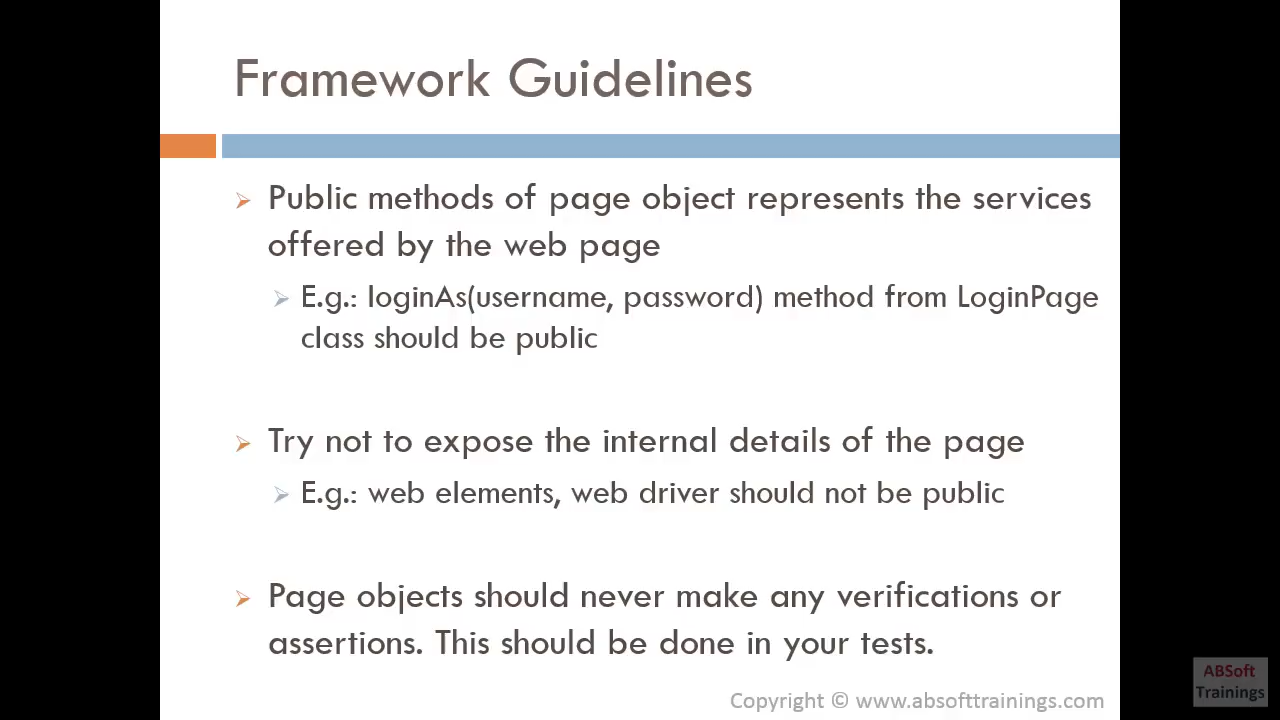 Framework Guidelines
Public methods of page object represents the services
offered by the web page
E.g.: loginAs(username, password) method from LoginPage
class should be public
Try not to expose the internal details of the page
E.g.: web elements, web driver should not be public
Page objects should never make any verifications or
assertions. This should be done in your tests.
Copyright © www.absofttrainings.com
ABSoft
Trainings